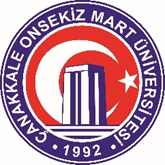 ÇANAKKALE ONSEKİZ MART ÜNİVERSİTESİ
• 1992 •